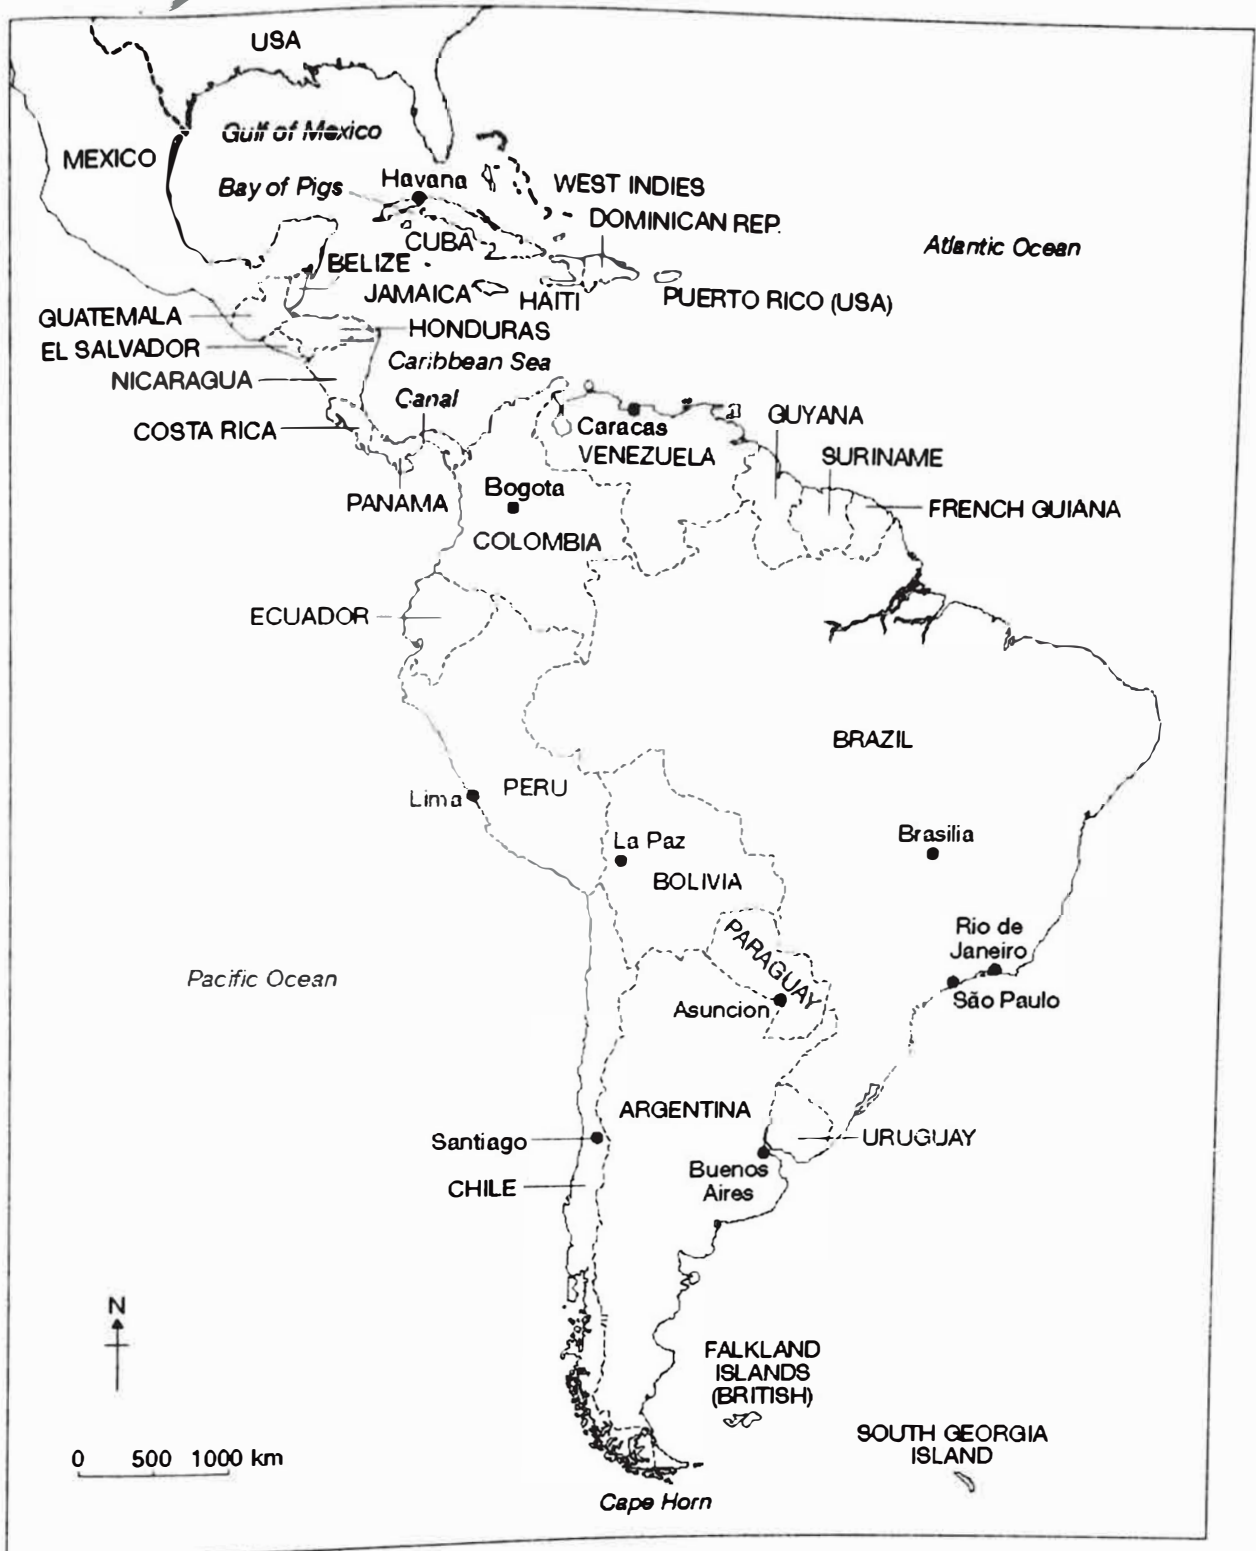 USA
Gulf of Mexico
MEXICO
Bay of Pigs
Havana
WEST INDIES
DOMINICAN REP.
CUBA
Atlantic Ocean
BELIZE
JAMAICA
HAITI
PUERTO RICO (USA)
GUATEMALA
HONDURAS
EL SALVADOR
Caribbean Sea
NICARAGUA
Canal
COSTA RICA
Caracas
GUYANA
VENEZUELA
SURINAME
PANAMA
Bogota
FRENCH GUIANA
COLOMBIA
ECUADOR
BRAZIL
PERU
Lima
La Paz
Brasilia
BOLIVIA
PARAGUAY
Rio de
Janeiro
Pacific Ocean
Asuncion
São Paulo
ARGENTINA
Santiago
URUGUAY
Buenos
Aires
CHILE
N
FALKLAND
ISLANDS
(BRITISH)
SOUTH GEORGIA
ISLAND
0 500 1000 km
Cape Horn